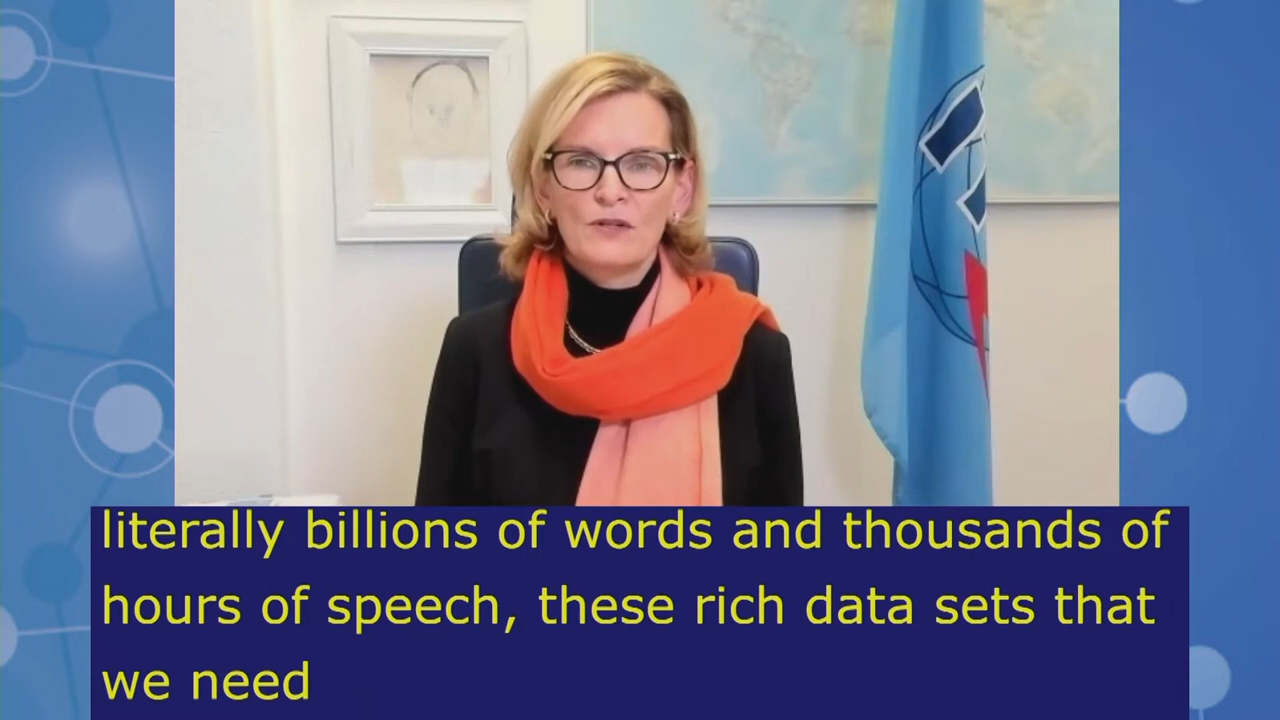 literally billions of words and thousands of
hours of speech, these rich data sets that
we need